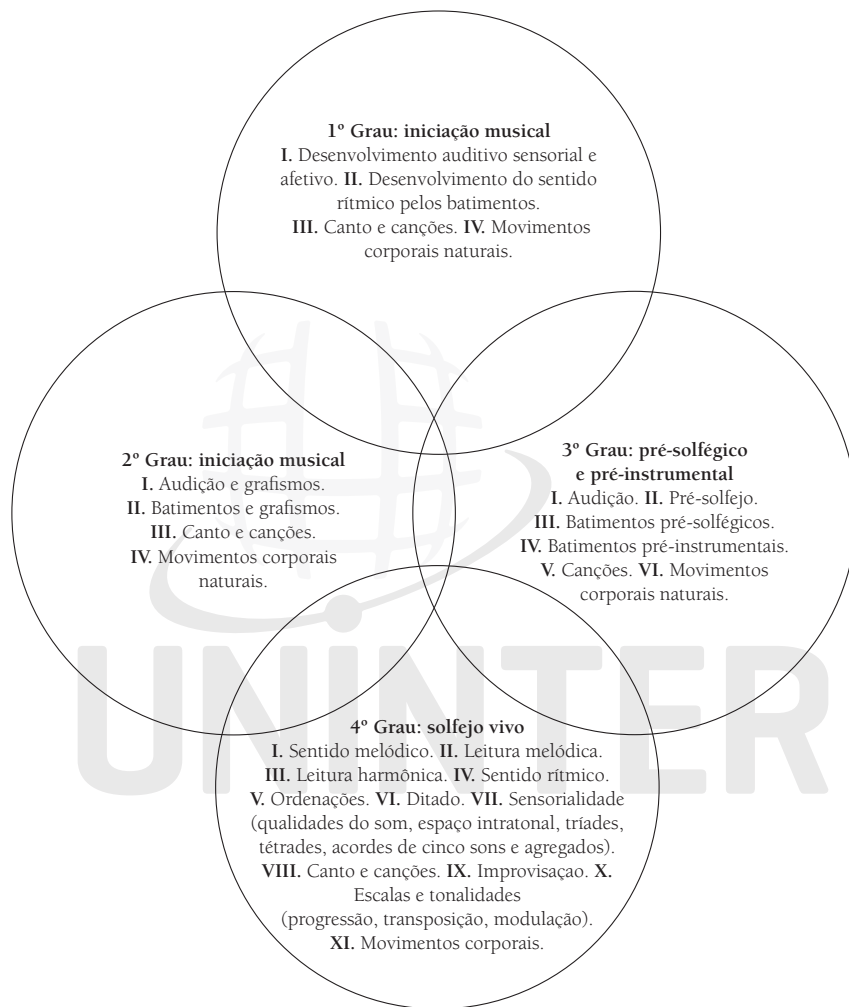 1º Grau: iniciação musical
I. Desenvolvimento auditivo sensorial e
afetivo. II. Desenvolvimento do sentido
rítmico pelos batimentos.
III. Canto e canções. IV. Movimentos
corporais naturais.
2º Grau: iniciação musical
I. Audição e grafismos.
II. Batimentos e grafismos.
III. Canto e canções.
IV. Movimentos corporais
naturais.
3º Grau: pré-solfégico
e pré-instrumental
I. Audição. II. Pré-solfejo.
III. Batimentos pré-solfégicos.
IV. Batimentos pré-instrumentais.
V. Canções. VI. Movimentos
corporais naturais.
UNINTER
4º Grau: solfejo vivo
I. Sentido melódico. II. Leitura melódica.
III. Leitura harmônica. IV. Sentido rítmico.
V. Ordenações. VI. Ditado. VII. Sensorialidade
(qualidades do som, espaço intratonal, tríades,
tétrades, acordes de cinco sons e agregados).
VIII. Canto e canções. IX. Improvisaçao. X.
Escalas e tonalidades
(progressão, transposição, modulação).
XI. Movimentos corporais.